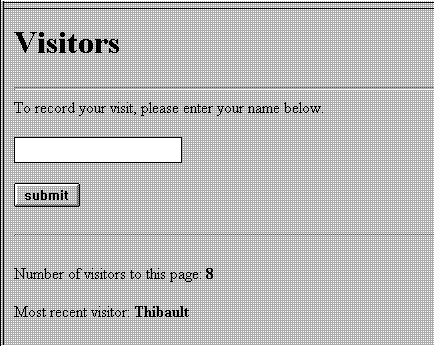 Visitors
To record your visit, please enter your name below.
submit
Number of visitors to this page: 8
Most recent visitor: Thibault